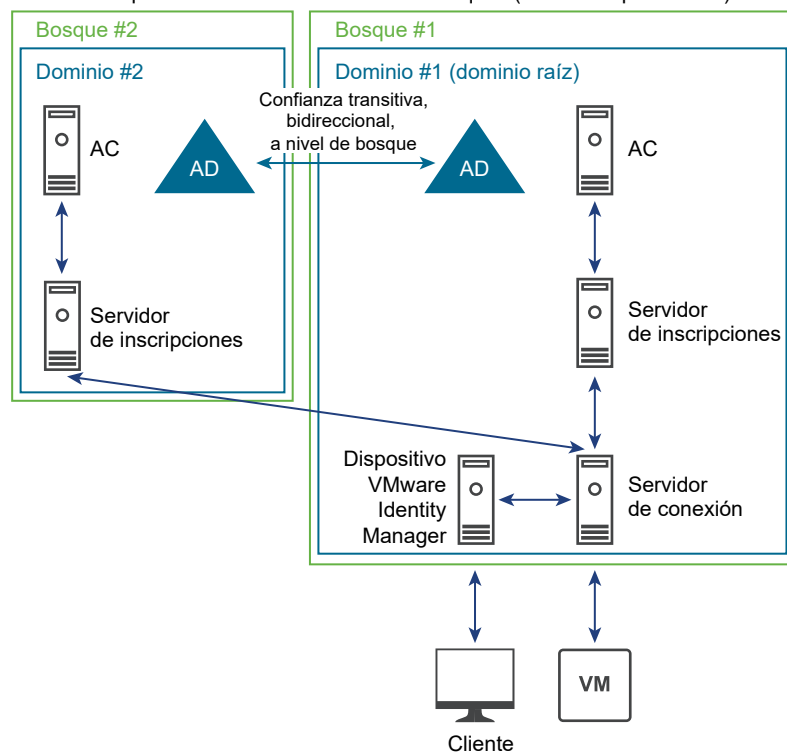 Bosque #2
Bosque #1
Dominio #2
Dominio #1 (dominio raíz)
Confianza transitiva,
bidireccional,
a nivel de bosque
AC
AD
AD
AC
Servidor
de inscripciones
Servidor
de inscripciones
Dispositivo
VMware
Identity
Manager
Servidor
de conexión
VM
Cliente